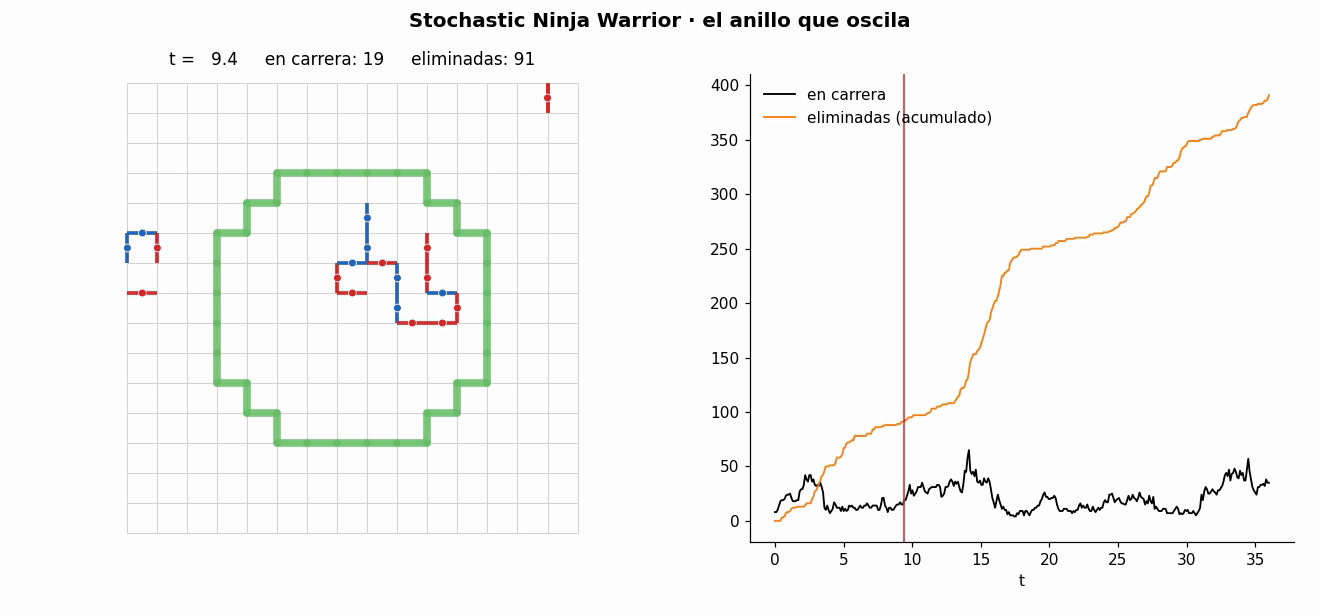 Stochastic Ninja Warrior · el anillo que oscila
t =   9.4     en carrera: 19     eliminadas: 91
en carrera
eliminadas (acumulado)
400
350
300
250
200
150
100
50
0
0 5 10 15 20 25 30 35
t